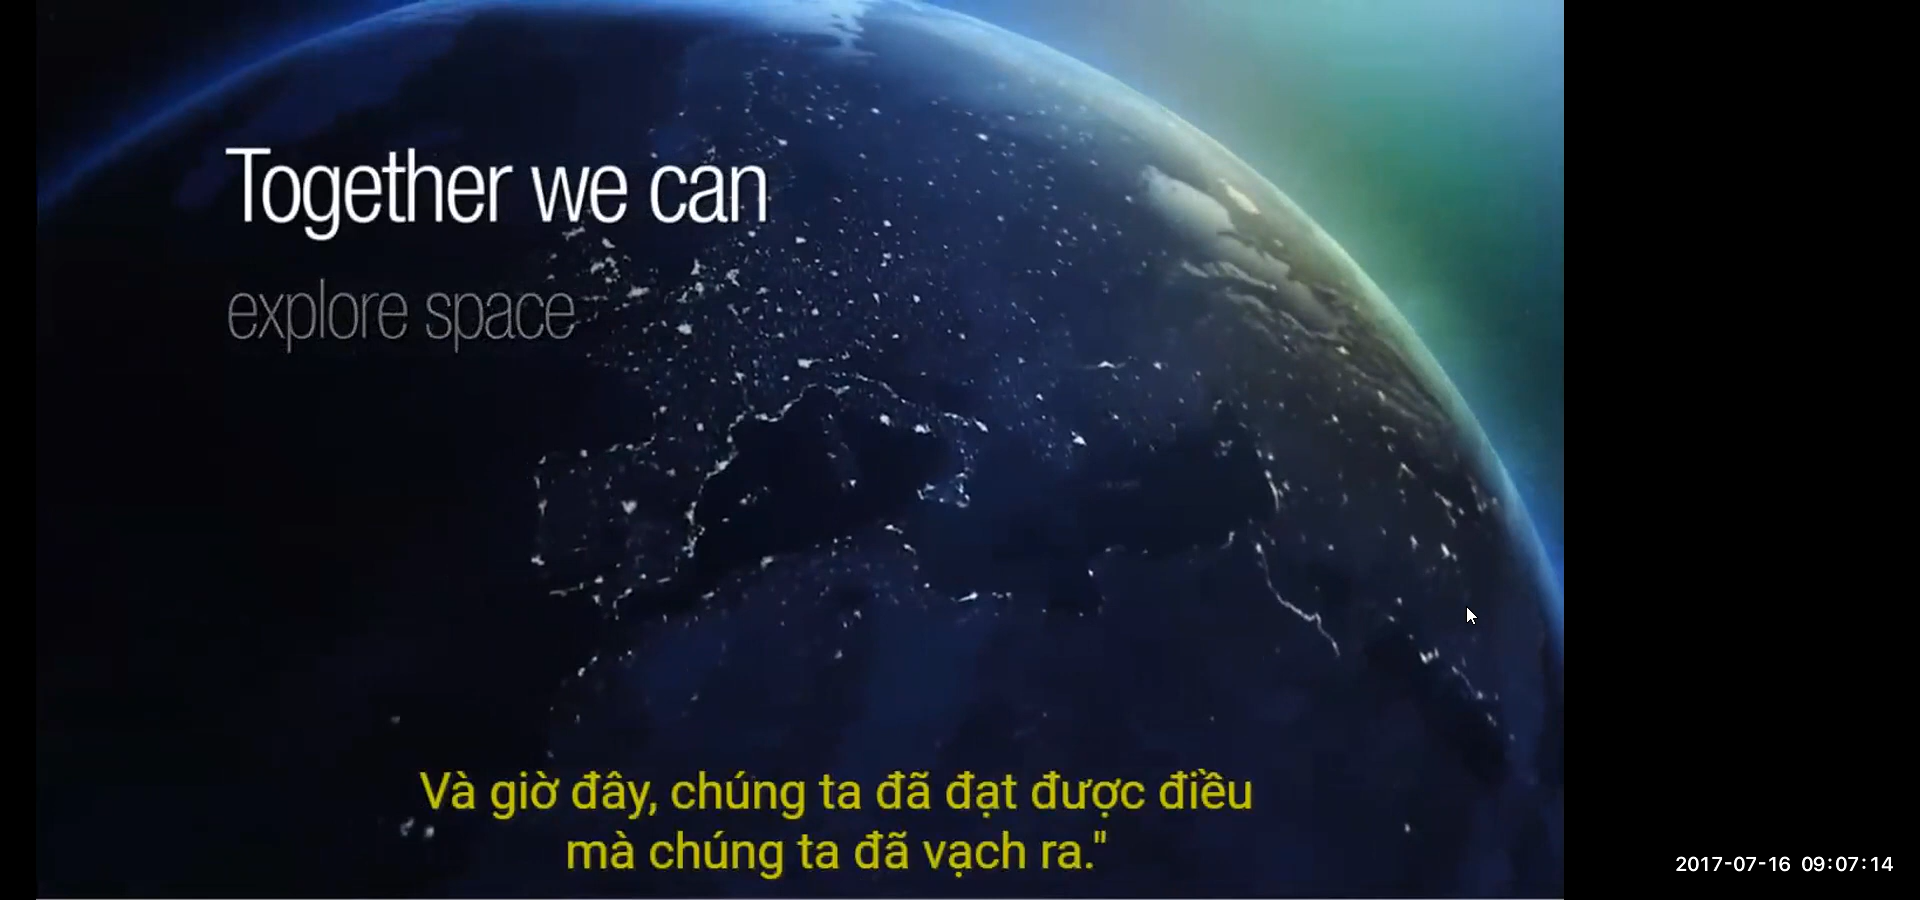 Together we can
explore space
Và giờ đây, chúng ta đã đạt được điều
mà chúng ta đã vạch ra."
2017-07-16 09:07:14